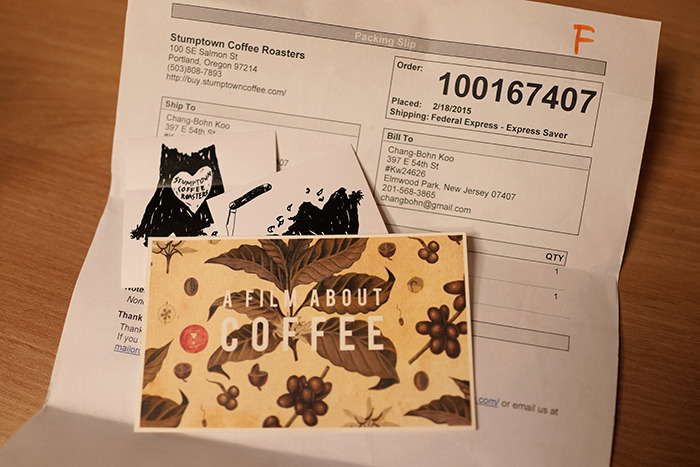 F
Packing Slip
Stumptown Coffee Roasters
100 SE Salmon St
Portland, Oregon 97214
(503)808-7893
http://buy.stumptowncoffee.com/
Order: 100167407
Placed: 2/18/2015
Shipping: Federal Express - Express Saver
Ship To
Chang-Bohn Koo
397 E 54th St
Bill To
Chang-Bohn Koo
397 E 54th St
#Kw24626
Elmwood Park, New Jersey 07407
201-568-3865
changbohn@gmail.com
STUMPTOWN
COFFEE
ROASTERS
QTY
1
1
A FILM ABOUT
COFFEE
Thank
If you
or email us at